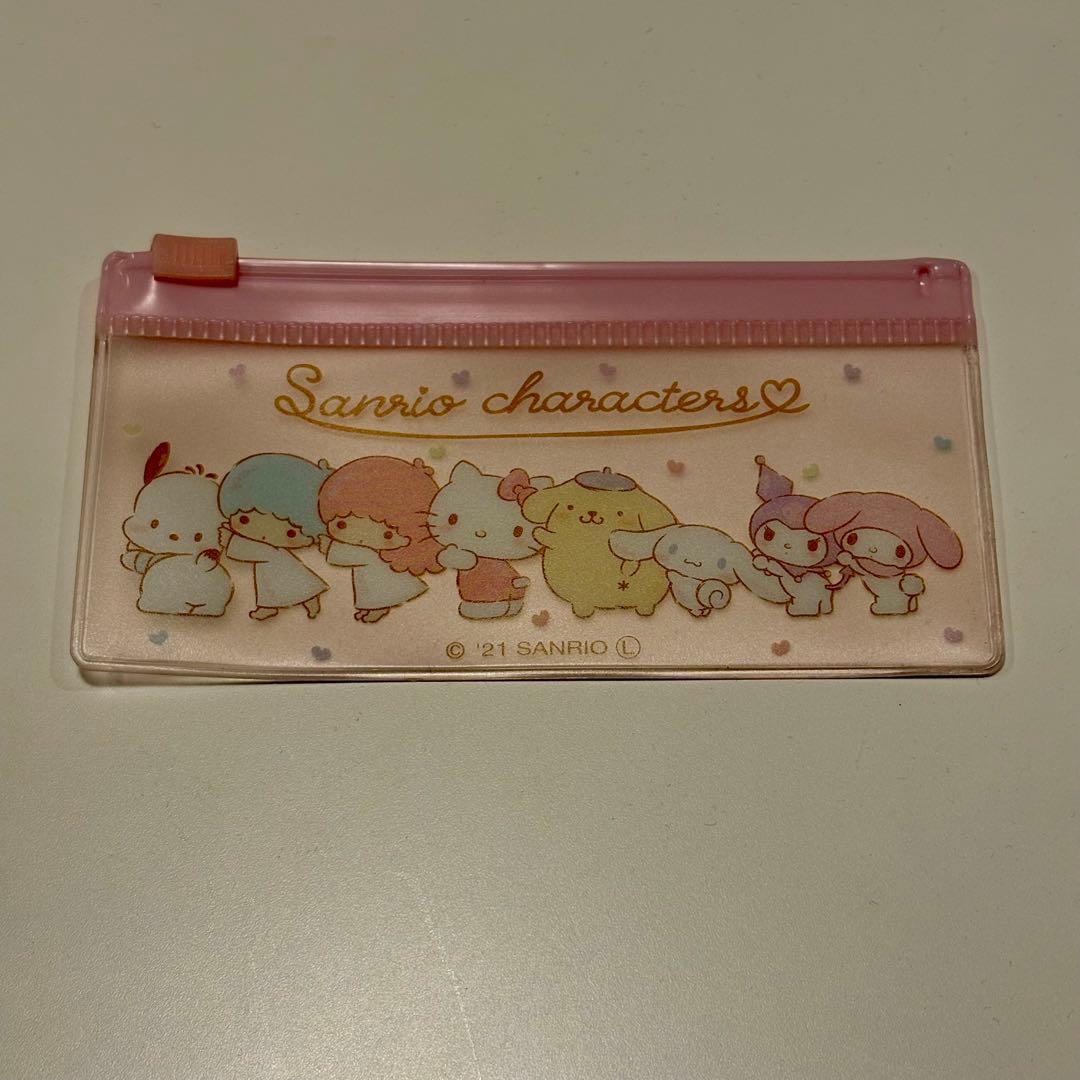 Sanrio characters♡
© '21 SANRIO Ⓛ